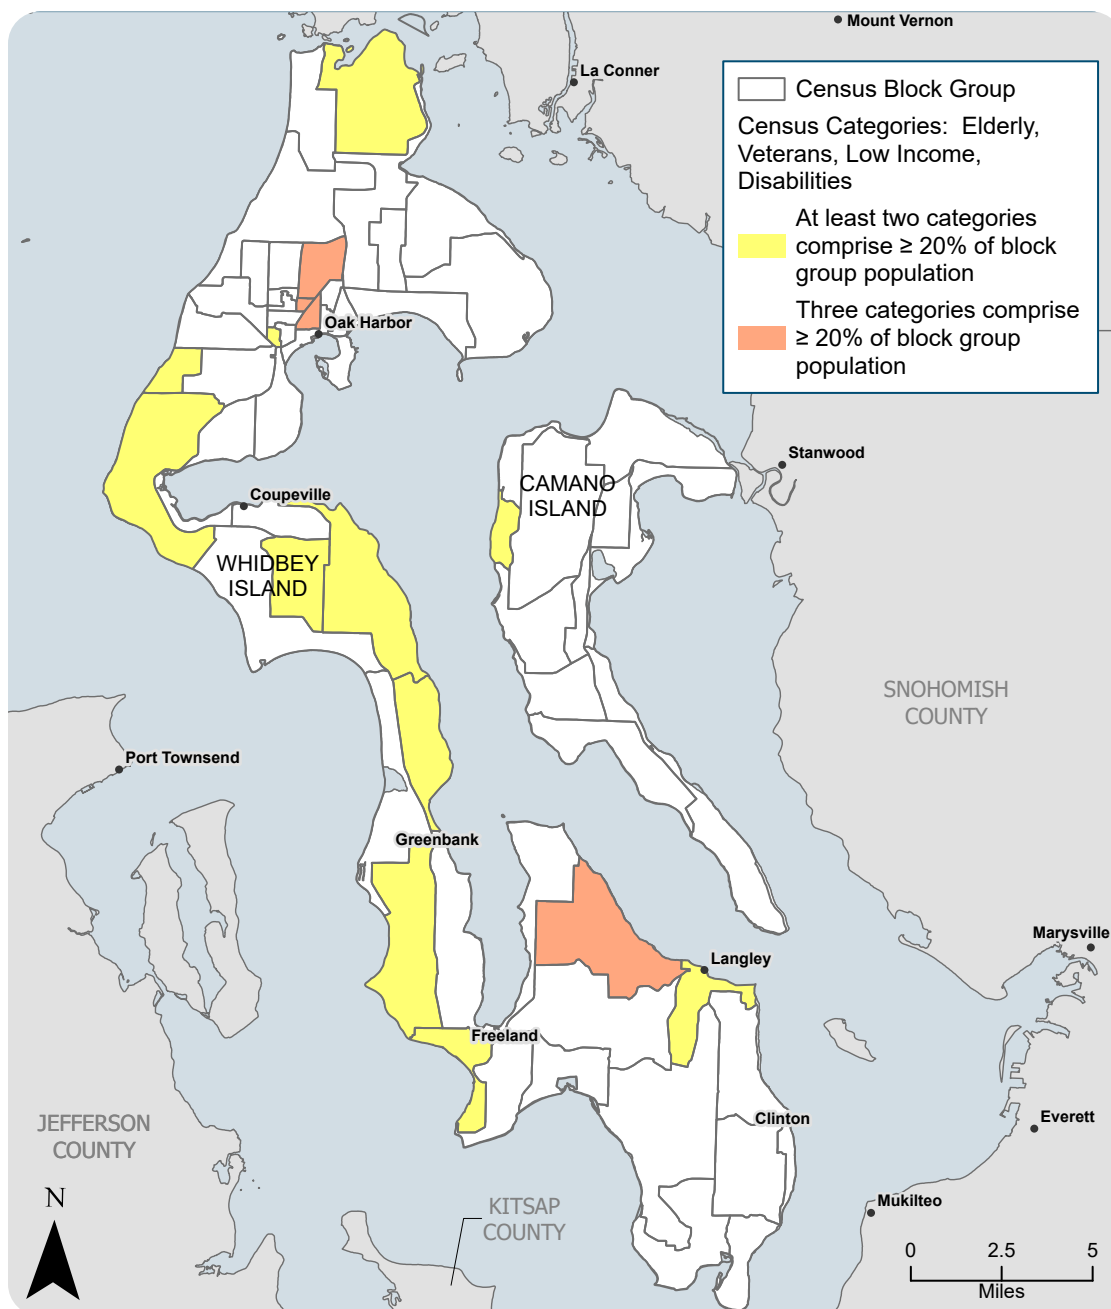 Mount Vernon
La Conner
Census Block Group
Census Categories:  Elderly,
Veterans, Low Income,
Disabilities
At least two categories
comprise ≥ 20% of block
group population
Three categories comprise
≥ 20% of block group
population
Oak Harbor
Stanwood
CAMANO
ISLAND
Coupeville
WHIDBEY
ISLAND
SNOHOMISH
COUNTY
Port Townsend
Greenbank
Marysville
Langley
Freeland
JEFFERSON
COUNTY
Clinton
Everett
N
KITSAP
COUNTY
Mukilteo
0 2.5 5
Miles